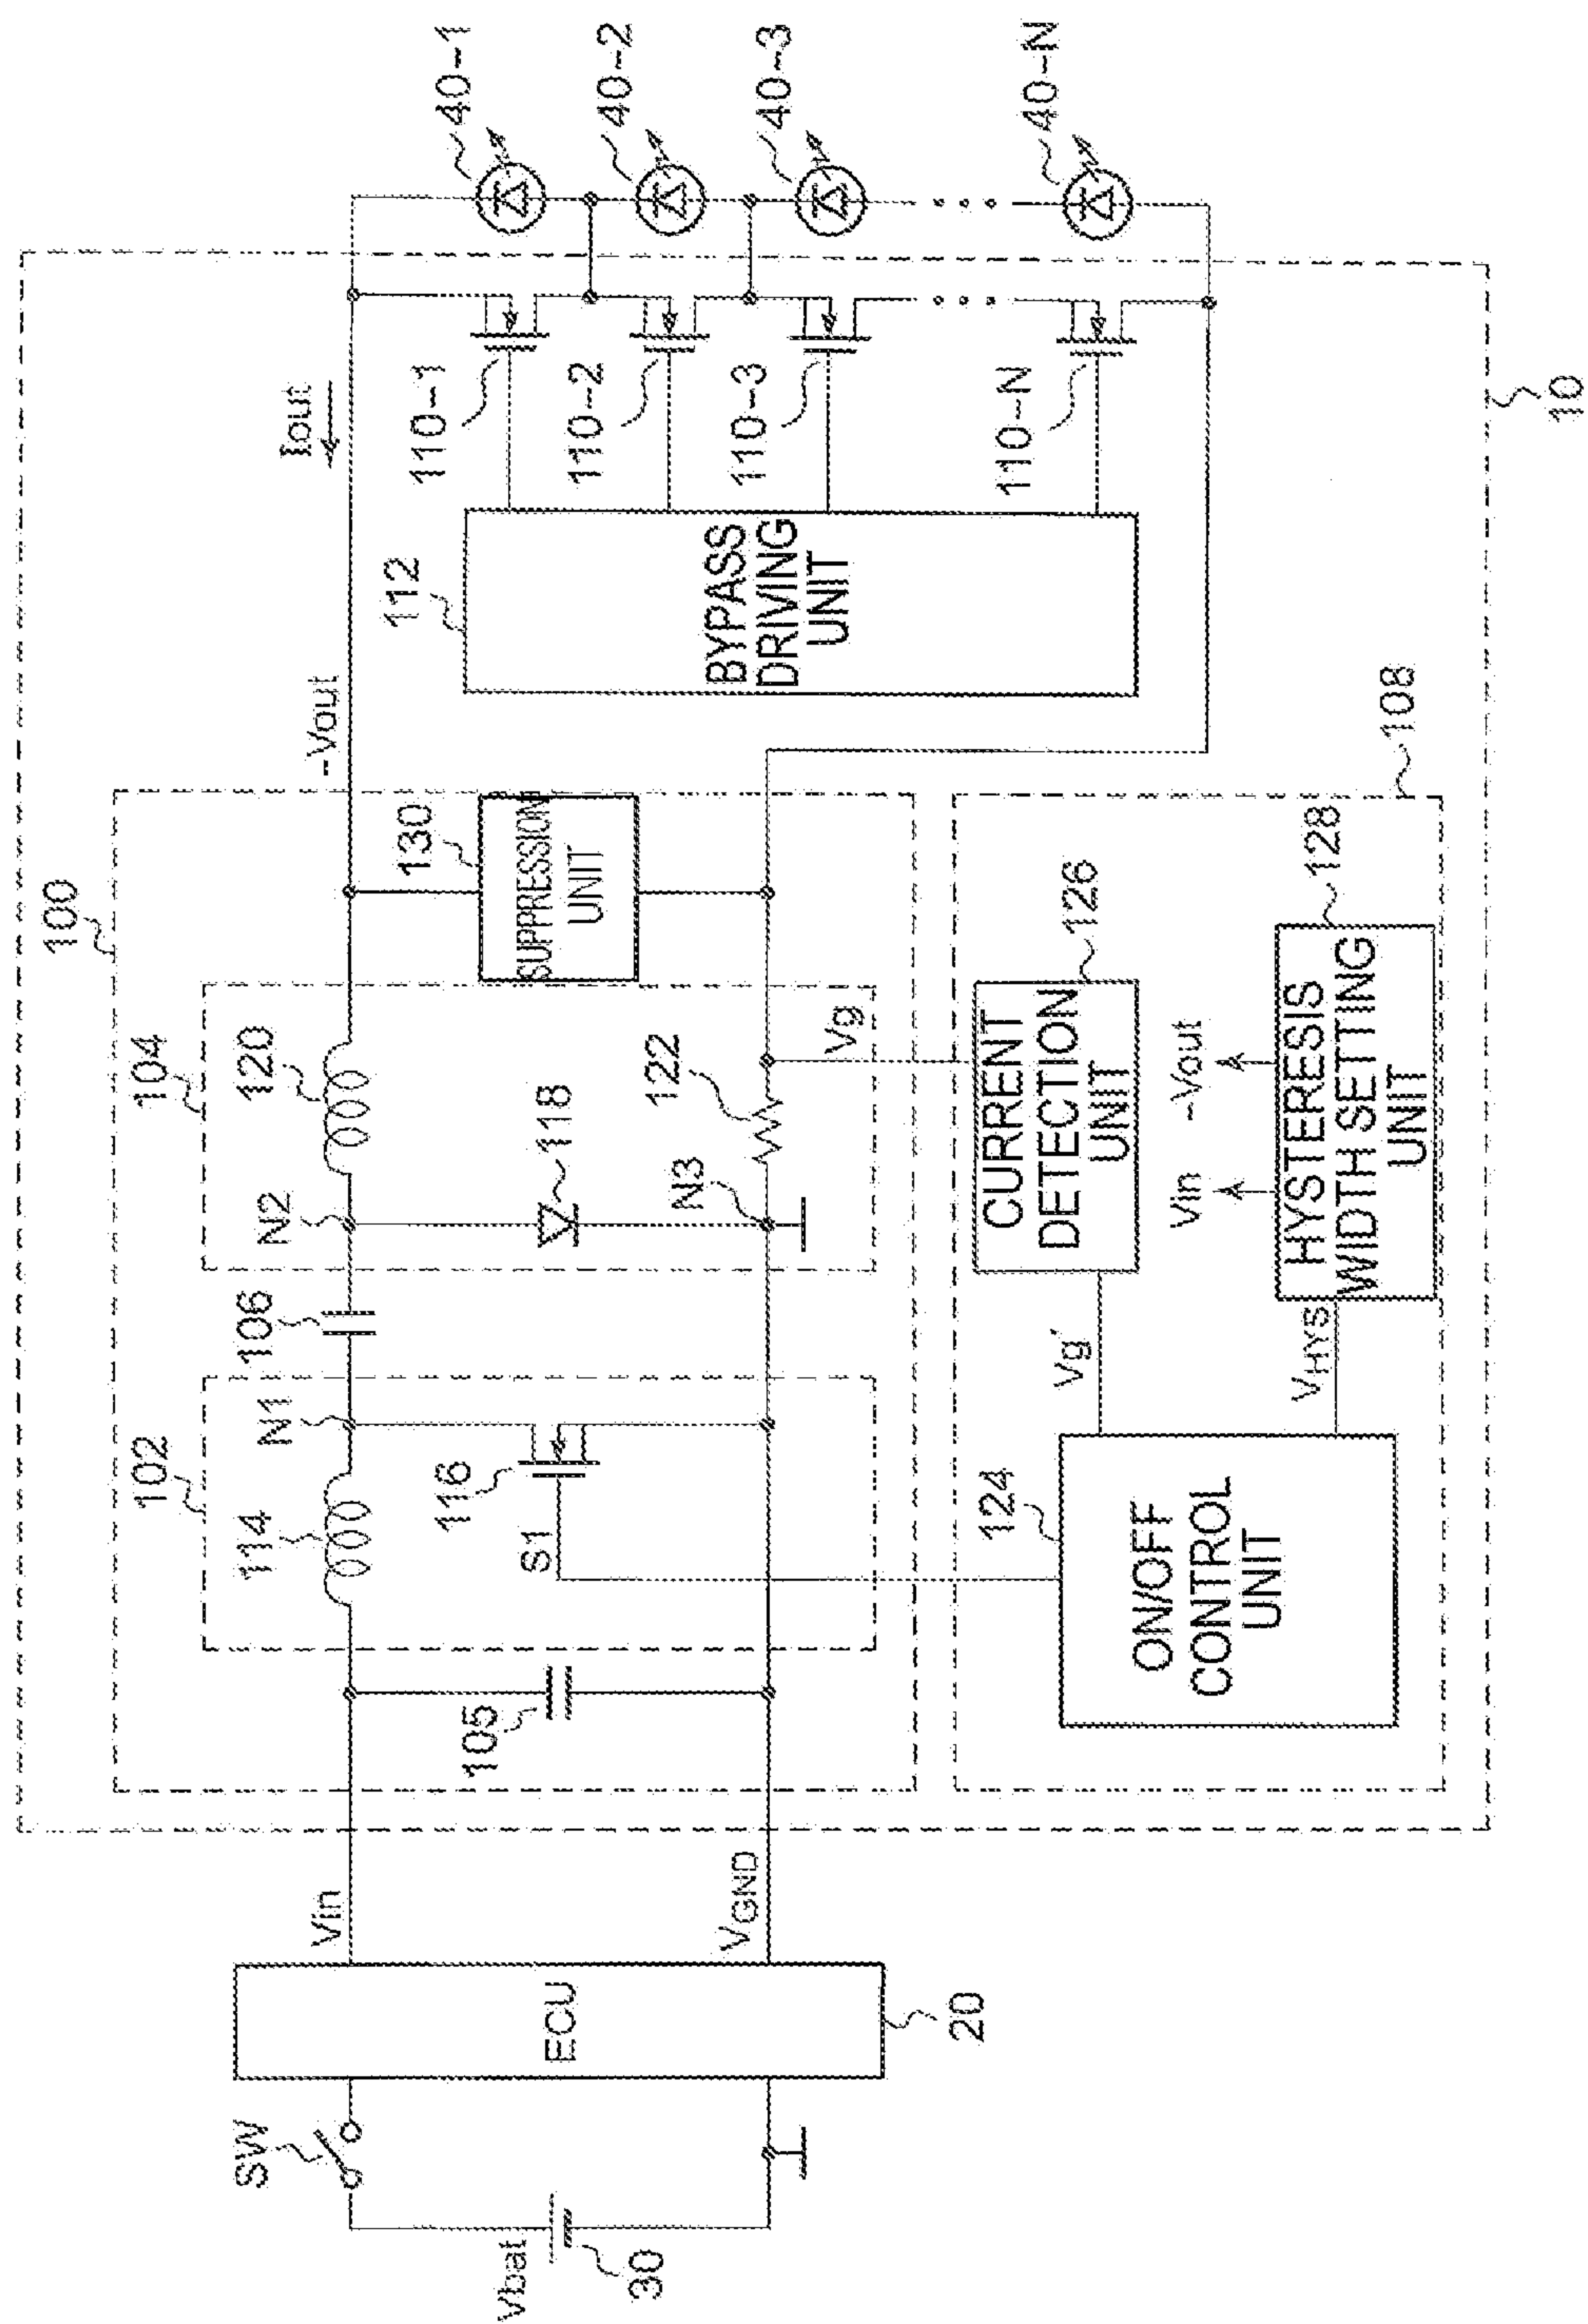 100
102
104
114
N1
106
N2
120
130
-Vout
Iout
SW
Vbat
30
ECU
20
Vin
VGND
105
116
S1
118
N3
122
Vg
SUPPRESSION
UNIT
112
BYPASS
DRIVING
UNIT
110-1
110-2
110-3
110-N
40-1
40-2
40-3
40-N
124
ON/OFF
CONTROL
UNIT
Vg'
126
CURRENT
DETECTION
UNIT
VHYS
Vin
-Vout
128
HYSTERESIS
WIDTH SETTING
UNIT
108
10